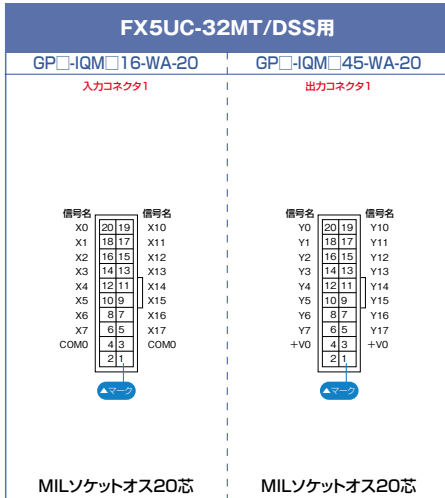 FX5UC-32MT/DSS用
GP□-IQM□16-WA-20
入力コネクタ1
信号名 信号名
X0 20 19 X10
X1 18 17 X11
X2 16 15 X12
X3 14 13 X13
X4 12 11 X14
X5 10 9 X15
X6 8 7 X16
X7 6 5 X17
COM0 4 3 COM0
2 1
▲マーク
MILソケットオス20芯
GP□-IQM□45-WA-20
出力コネクタ1
信号名 信号名
Y0 20 19 Y10
Y1 18 17 Y11
Y2 16 15 Y12
Y3 14 13 Y13
Y4 12 11 Y14
Y5 10 9 Y15
Y6 8 7 Y16
Y7 6 5 Y17
+V0 4 3 +V0
2 1
▲マーク
MILソケットオス20芯